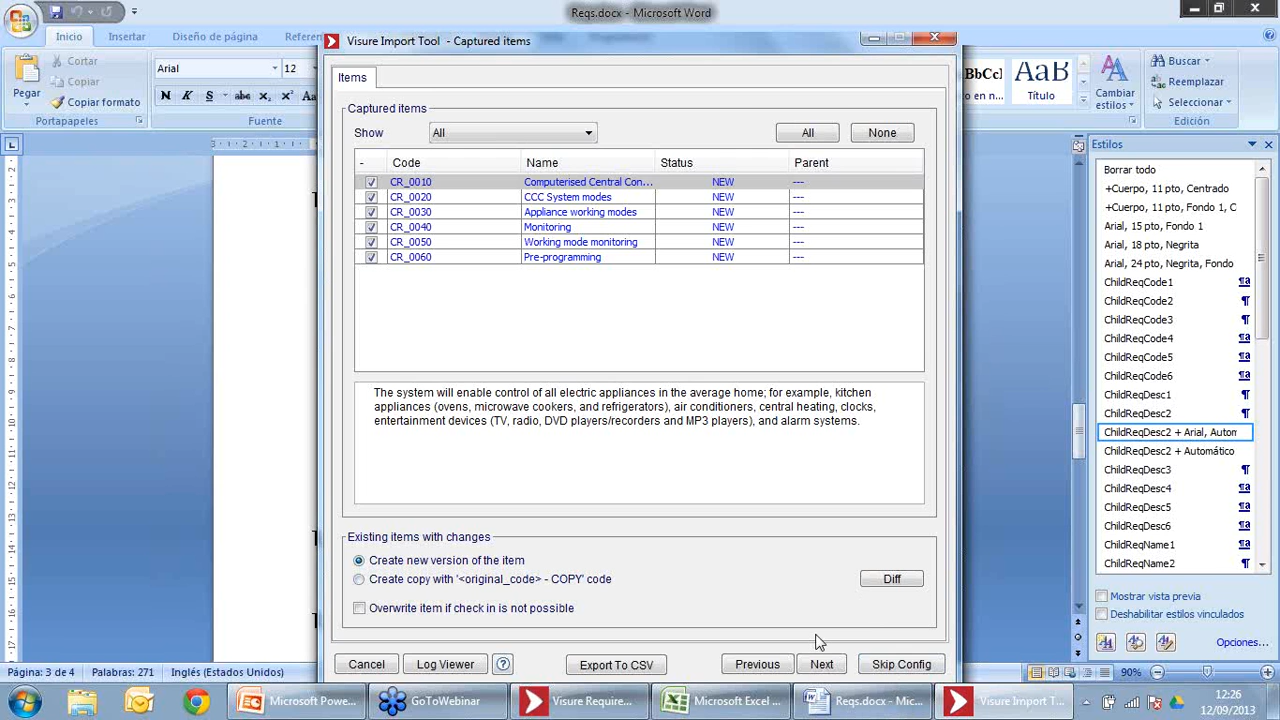 Reqs.docx - Microsoft Word
Inicio
Insertar
Diseño de página
Referen
Visure Import Tool - Captured items
Pegar
Cortar
Copiar
Copiar formato
Portapapeles
Arial
12
N K S abe x₂ x²
Fuente
BbCcl
en n...
AaB
Título
Cambiar
estilos
Buscar
Reemplazar
Seleccionar
Edición
Items
Captured items
Show
All
All
None
- Code Name Status Parent
CR_0010 Computerised Central Con... NEW ---
CR_0020 CCC System modes NEW ---
CR_0030 Appliance working modes NEW ---
CR_0040 Monitoring NEW ---
CR_0050 Working mode monitoring NEW ---
CR_0060 Pre-programming NEW ---
The system will enable control of all electric appliances in the average home; for example, kitchen
appliances (ovens, microwave cookers, and refrigerators), air conditioners, central heating, clocks,
entertainment devices (TV, radio, DVD players/recorders and MP3 players), and alarm systems.
Existing items with changes
Create new version of the item
Create copy with '<original_code> - COPY' code
Diff
Overwrite item if check in is not possible
Cancel
Log Viewer
Export To CSV
Previous
Next
Skip Config
Estilos
Borrar todo
+Cuerpo, 11 pto, Centrado
+Cuerpo, 11 pto, Fondo 1, C
Arial, 15 pto, Fondo 1
Arial, 18 pto, Negrita
Arial, 24 pto, Negrita, Fondo
ChildReqCode1
ChildReqCode2
ChildReqCode3
ChildReqCode4
ChildReqCode5
ChildReqCode6
ChildReqDesc1
ChildReqDesc2
ChildReqDesc2 + Arial, Autom
ChildReqDesc2 + Automático
ChildReqDesc3
ChildReqDesc4
ChildReqDesc5
ChildReqDesc6
ChildReqName1
ChildReqName2
Mostrar vista previa
Deshabilitar estilos vinculados
Opciones...
Página: 3 de 4
Palabras: 271
Inglés (Estados Unidos)
90%
Microsoft Powe...
GoToWebinar
Visure Require...
Microsoft Excel ...
Reqs.docx - Mic...
Visure Import T...
12:26
12/09/2013